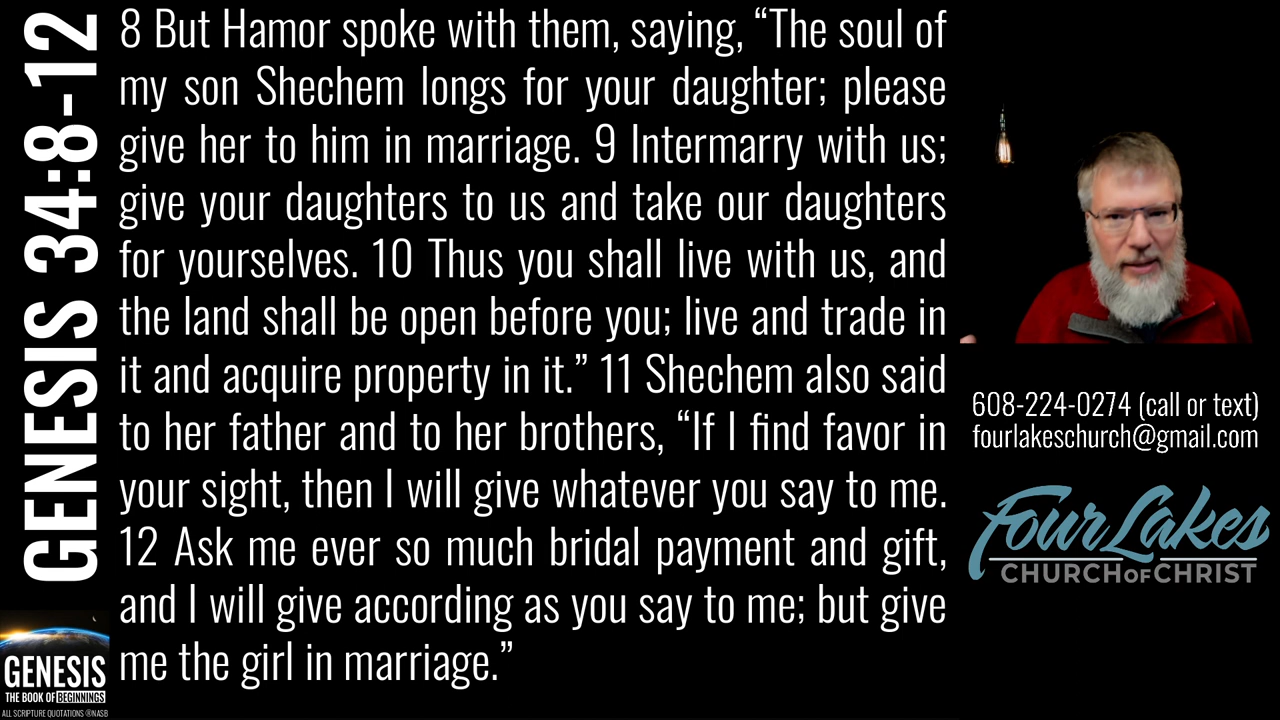 GENESIS 34:8-12
8 But Hamor spoke with them, saying, “The soul of
my son Shechem longs for your daughter; please
give her to him in marriage. 9 Intermarry with us;
give your daughters to us and take our daughters
for yourselves. 10 Thus you shall live with us, and
the land shall be open before you; live and trade in
it and acquire property in it.” 11 Shechem also said
to her father and to her brothers, “If I find favor in
your sight, then I will give whatever you say to me.
12 Ask me ever so much bridal payment and gift,
and I will give according as you say to me; but give
me the girl in marriage.”
GENESIS
THE BOOK OF BEGINNINGS
ALL SCRIPTURE QUOTATIONS ®NASB
608-224-0274 (call or text)
fourlakeschurch@gmail.com
Four Lakes
CHURCH OF CHRIST